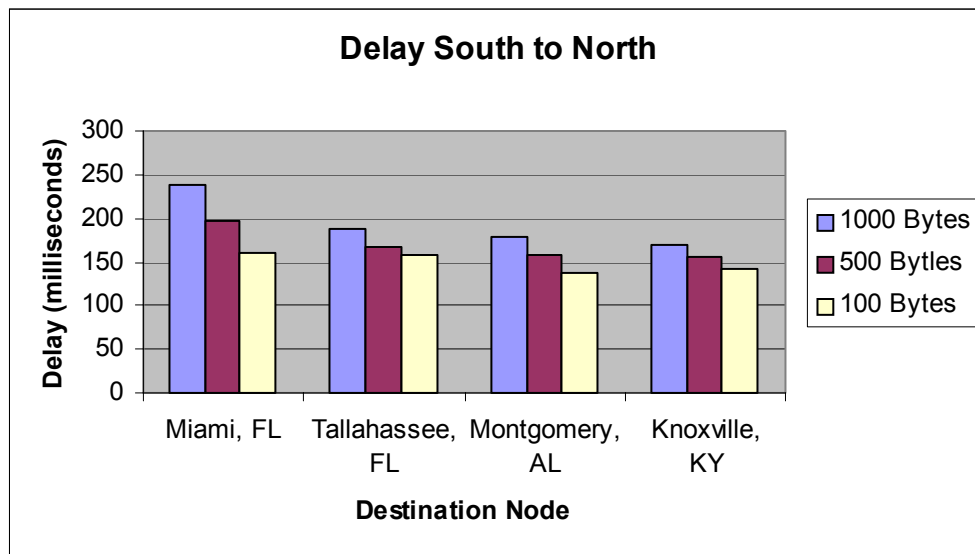 Delay South to North
300
250
200
150
100
50
0
Delay (milliseconds)
Miami, FL
Tallahassee,
FL
Montgomery,
AL
Knoxville,
KY
Destination Node
1000 Bytes
500 Bytles
100 Bytes